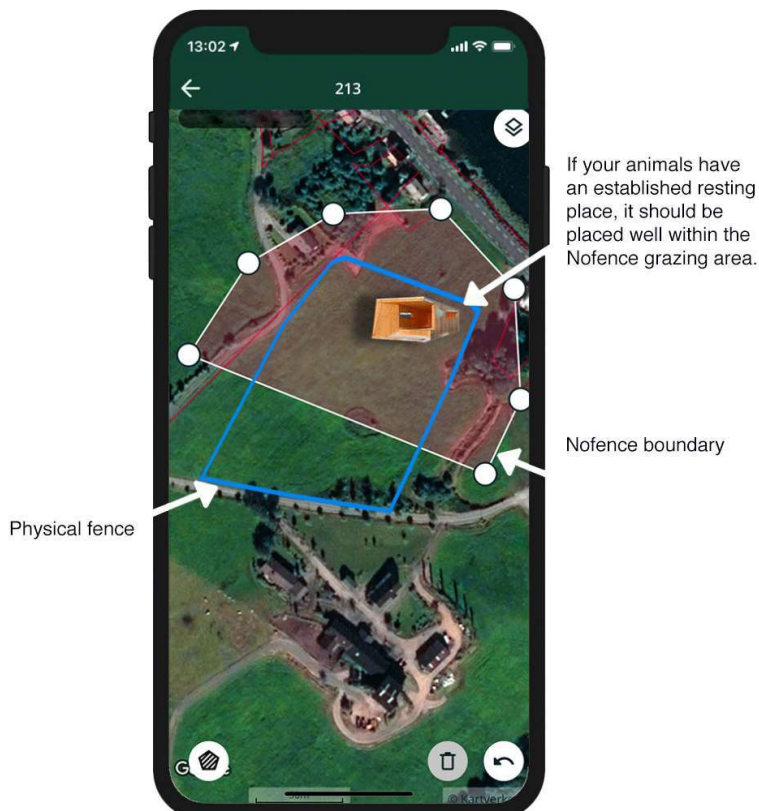 13:02
213
If your animals have
an established resting
place, it should be
placed well within the
Nofence grazing area.
Nofence boundary
Physical fence